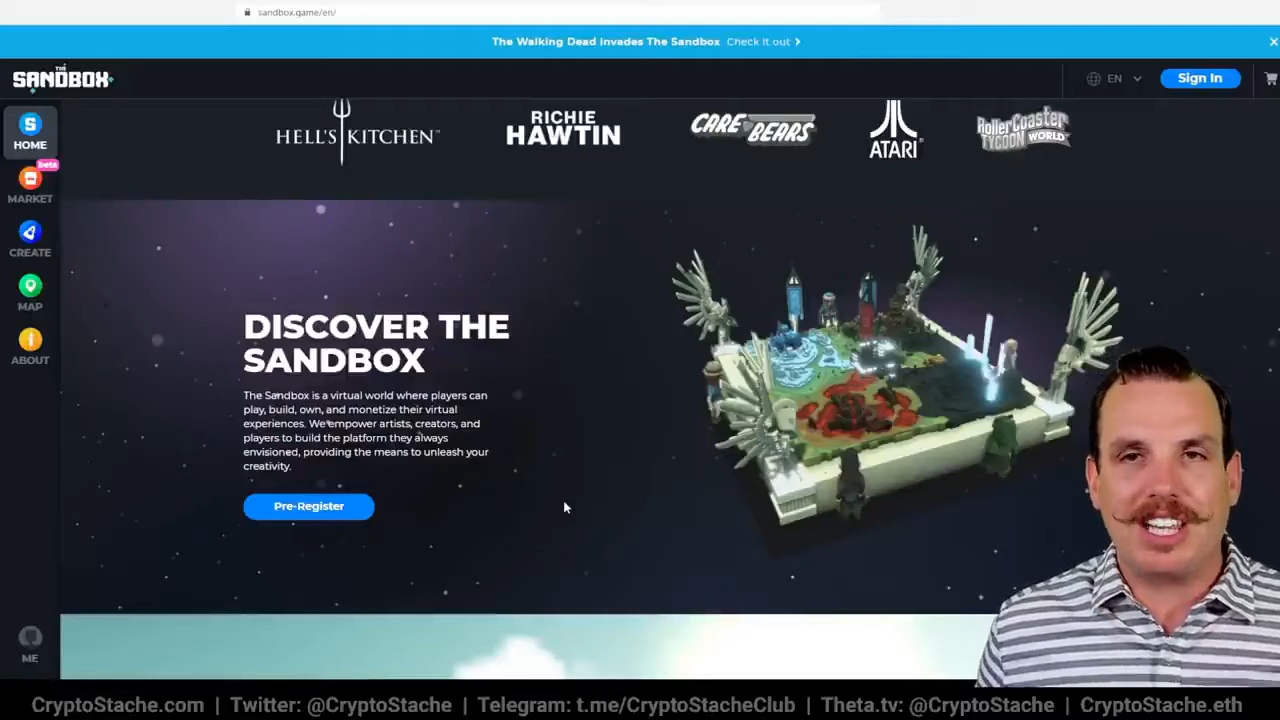 sandbox.game/en/
The Walking Dead Invades The Sandbox Check it out
THE
SANDBOX
EN
Sign In
HELL'S KITCHEN™
RICHIE
HAWTIN
CARE BEARS
ATARI
RollerCoaster
TYCOON WORLD
HOME
beta
MARKET
CREATE
MAP
ABOUT
DISCOVER THE
SANDBOX
The Sandbox is a virtual world where players can
play, build, own, and monetize their virtual
experiences. We empower artists, creators, and
players to build the platform they always
envisioned, providing the means to unleash your
creativity.
Pre-Register
ME
CryptoStache.com | Twitter: @CryptoStache | Telegram: t.me/CryptoStacheClub | Theta.tv: @CryptoStache | CryptoStache.eth